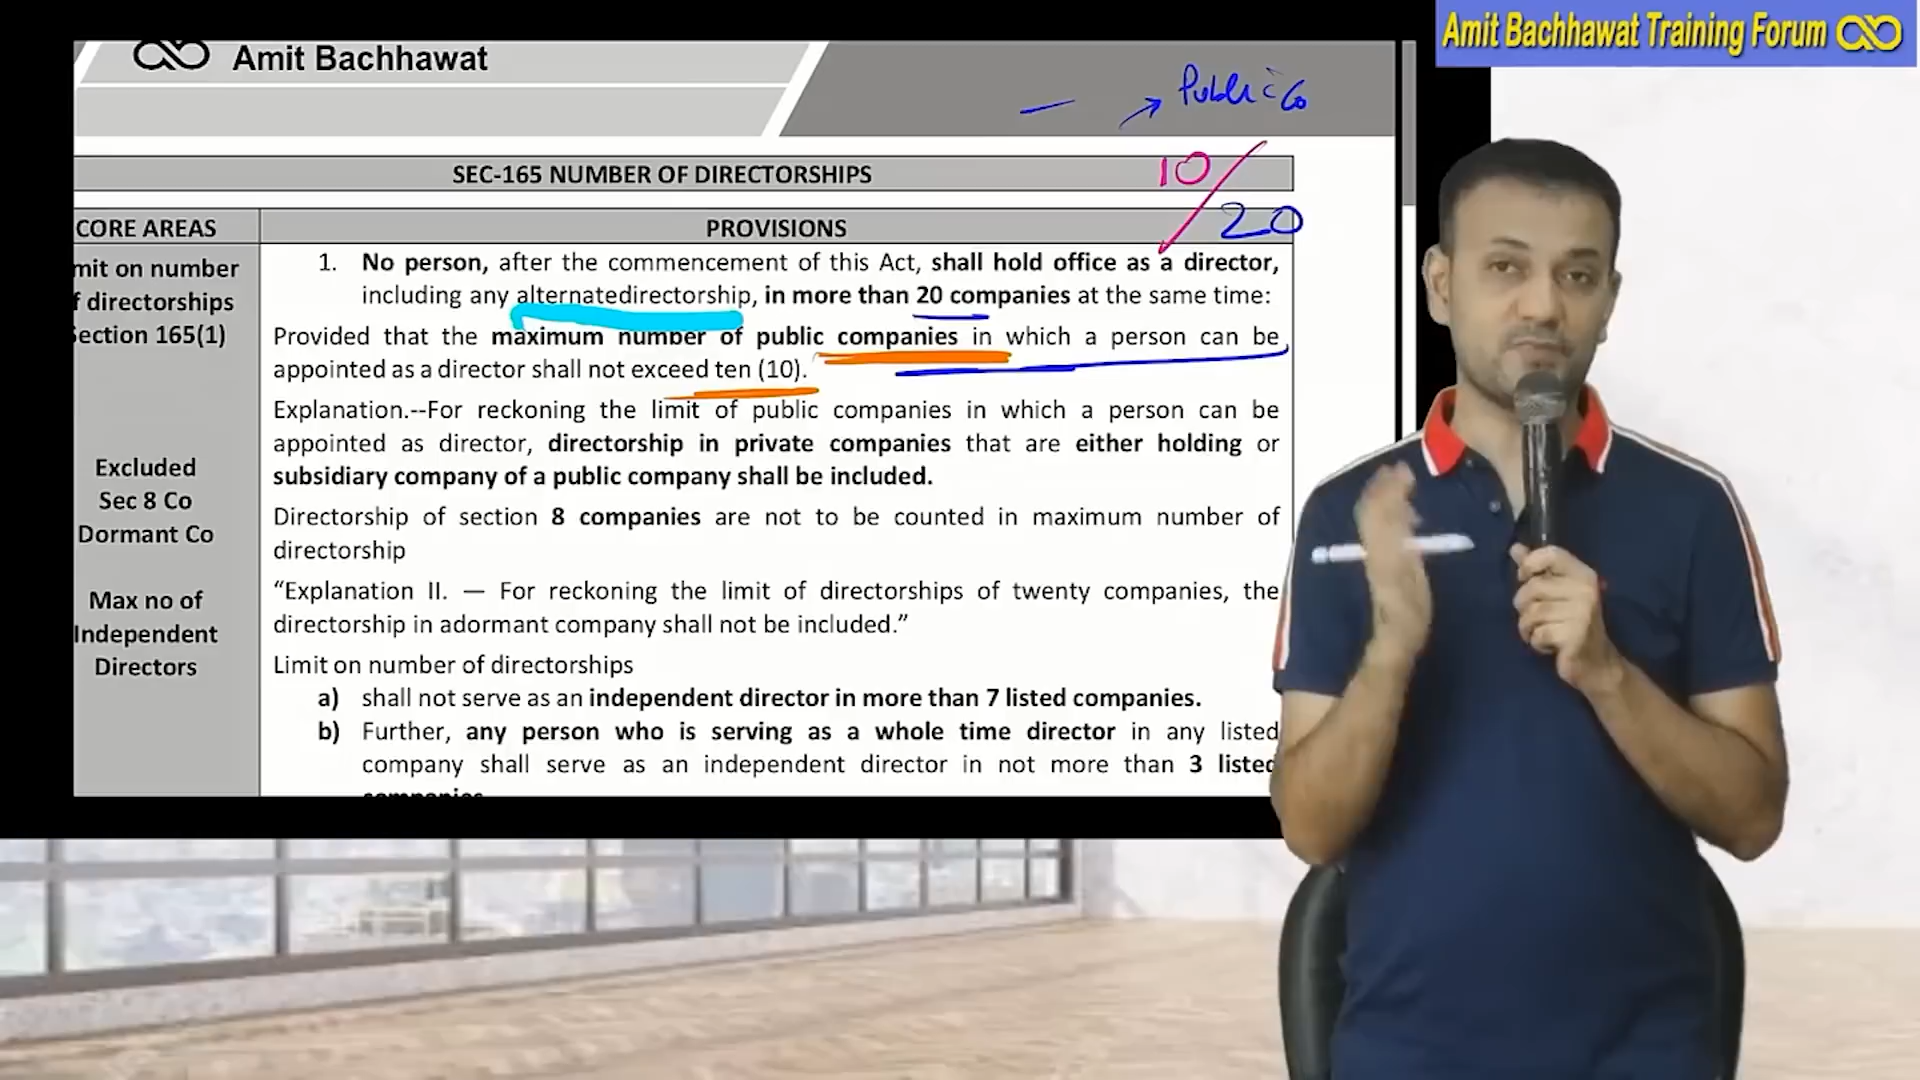 Amit Bachhawat Training Forum
Amit Bachhawat
Public Co
10
20
SEC-165 NUMBER OF DIRECTORSHIPS
CORE AREAS
PROVISIONS
mit on number
f directorships
Section 165(1)
1. No person, after the commencement of this Act, shall hold office as a director,
including any alternatedirectorship, in more than 20 companies at the same time:
Provided that the maximum number of public companies in which a person can be
appointed as a director shall not exceed ten (10).
Explanation.--For reckoning the limit of public companies in which a person can be
appointed as director, directorship in private companies that are either holding or
subsidiary company of a public company shall be included.
Excluded
Sec 8 Co
Dormant Co
Directorship of section 8 companies are not to be counted in maximum number of
directorship
“Explanation II. — For reckoning the limit of directorships of twenty companies, the
directorship in adormant company shall not be included.”
Max no of
Independent
Directors
Limit on number of directorships
a) shall not serve as an independent director in more than 7 listed companies.
b) Further, any person who is serving as a whole time director in any listed
company shall serve as an independent director in not more than 3 listed
companies